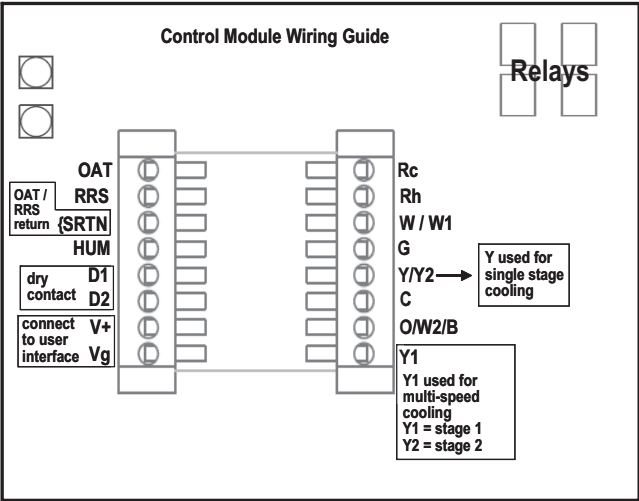 Control Module Wiring Guide
Relays
OAT
RRS
{SRTN
OAT /
RRS
return
HUM
D1
D2
dry
contact
V+
Vg
connect
to user
interface
Rc
Rh
W / W1
G
Y/Y2
Y used for
single stage
cooling
C
O/W2/B
Y1
Y1 used for
multi-speed
cooling
Y1 = stage 1
Y2 = stage 2